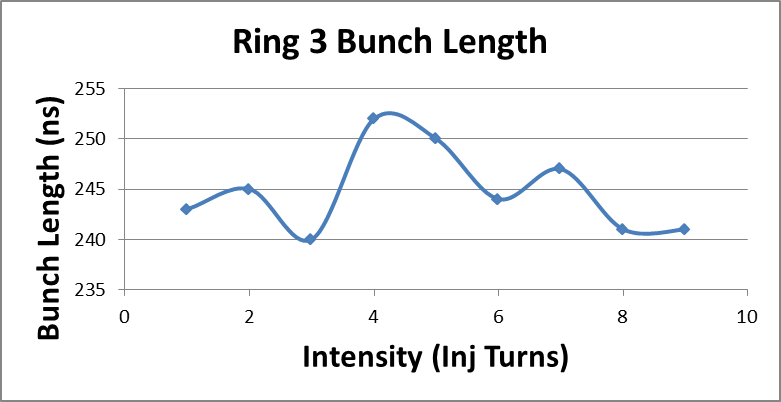 Ring 3 Bunch Length
Bunch Length (ns)
255
250
245
240
235
0 2 4 6 8 10
Intensity (Inj Turns)